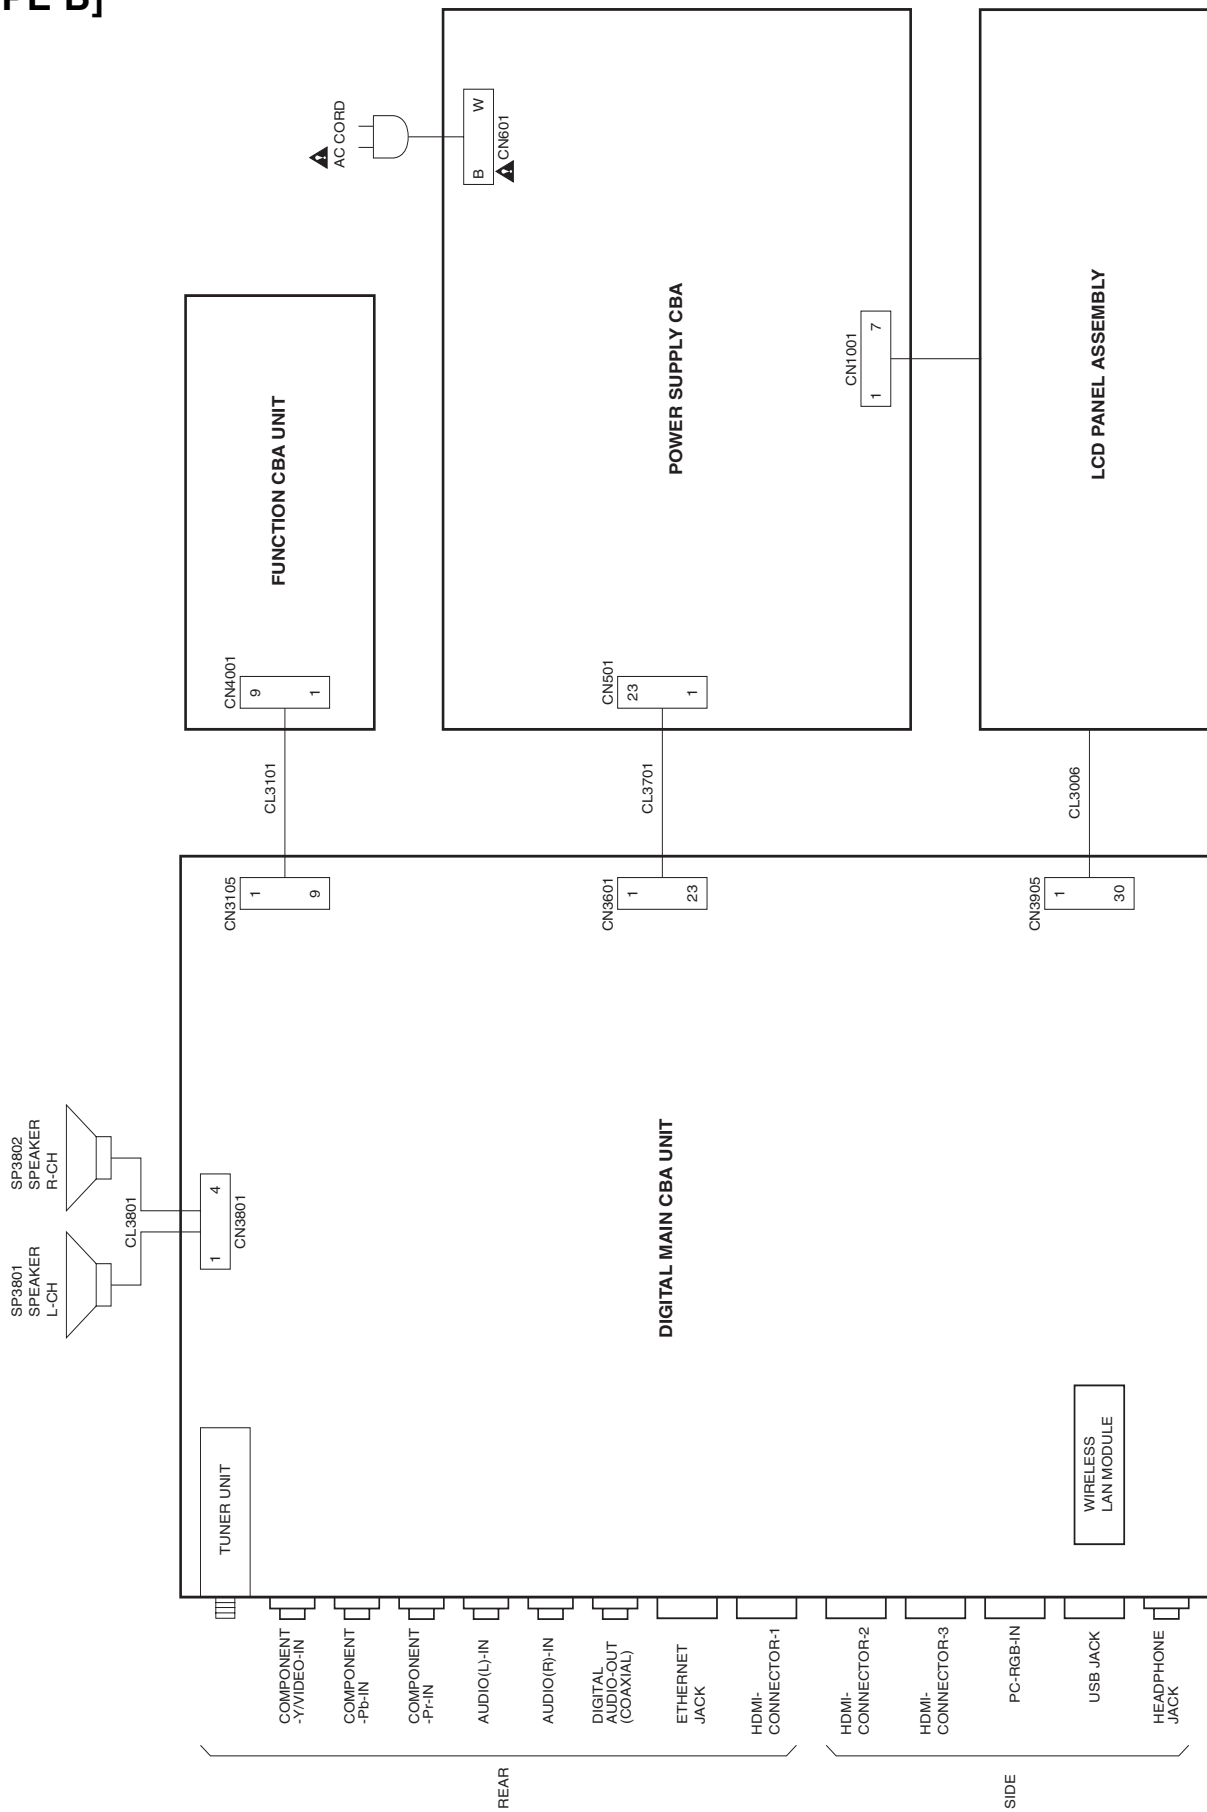 PE B]
AC CORD
W
B
CN601
FUNCTION CBA UNIT
CN4001
9
1
POWER SUPPLY CBA
CN501
23
1
CN1001
1
7
LCD PANEL ASSEMBLY
CL3101
CL3701
CL3006
CN3105
1
9
CN3601
1
23
CN3905
1
30
SP3802
SPEAKER
R-CH
SP3801
SPEAKER
L-CH
CL3801
1
4
CN3801
DIGITAL MAIN CBA UNIT
TUNER UNIT
WIRELESS
LAN MODULE
COMPONENT
-Y/VIDEO-IN
COMPONENT
-Pb-IN
COMPONENT
-Pr-IN
AUDIO(L)-IN
AUDIO(R)-IN
DIGITAL
AUDIO-OUT
(COAXIAL)
ETHERNET
JACK
HDMI-
CONNECTOR-1
HDMI-
CONNECTOR-2
HDMI-
CONNECTOR-3
PC-RGB-IN
USB JACK
HEADPHONE
JACK
REAR
SIDE